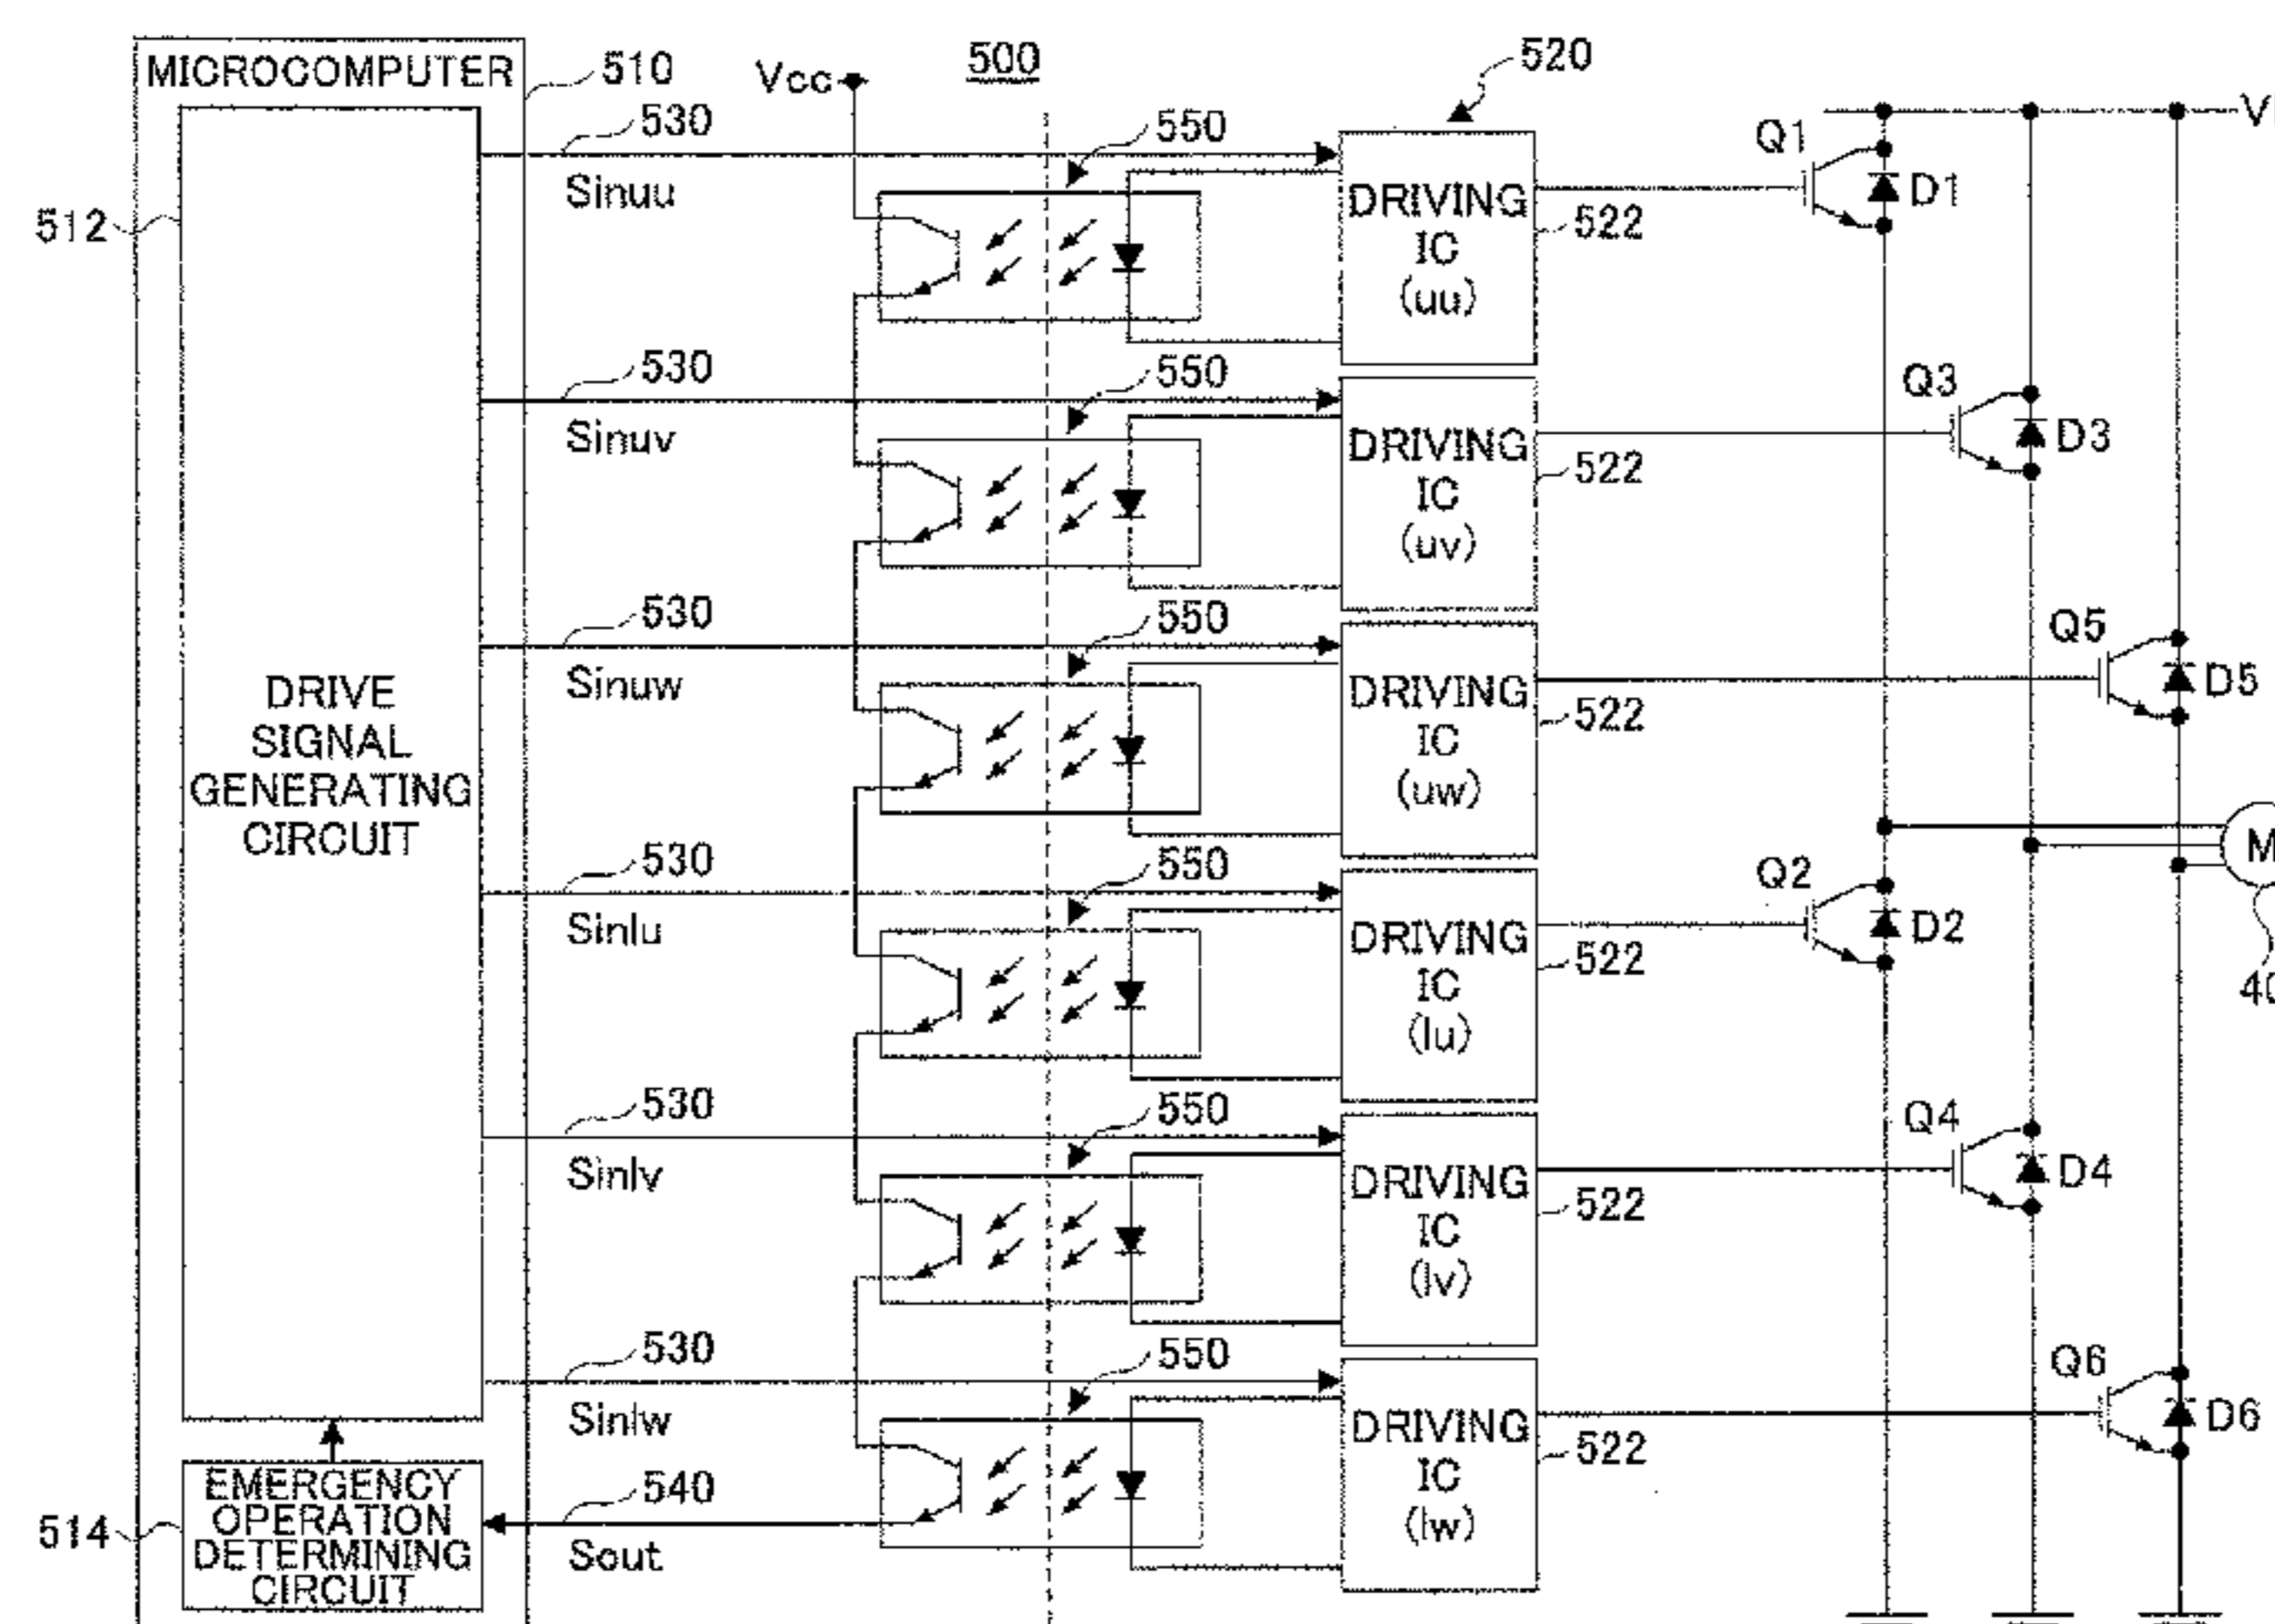 MICROCOMPUTER
510
Vcc
500
520
530
550
Sinuu
512
DRIVING
IC
(uu)
522
Q1
D1
530
550
Sinuv
DRIVING
IC
(uv)
522
Q3
D3
530
550
Sinuw
DRIVING
IC
(uw)
522
Q5
D5
DRIVE
SIGNAL
GENERATING
CIRCUIT
M
530
550
Sinlu
DRIVING
IC
(lu)
522
Q2
D2
530
550
Sinlv
DRIVING
IC
(lv)
522
Q4
D4
530
550
Sinlw
DRIVING
IC
(lw)
522
Q6
D6
EMERGENCY
OPERATION
DETERMINING
CIRCUIT
514
540
Sout